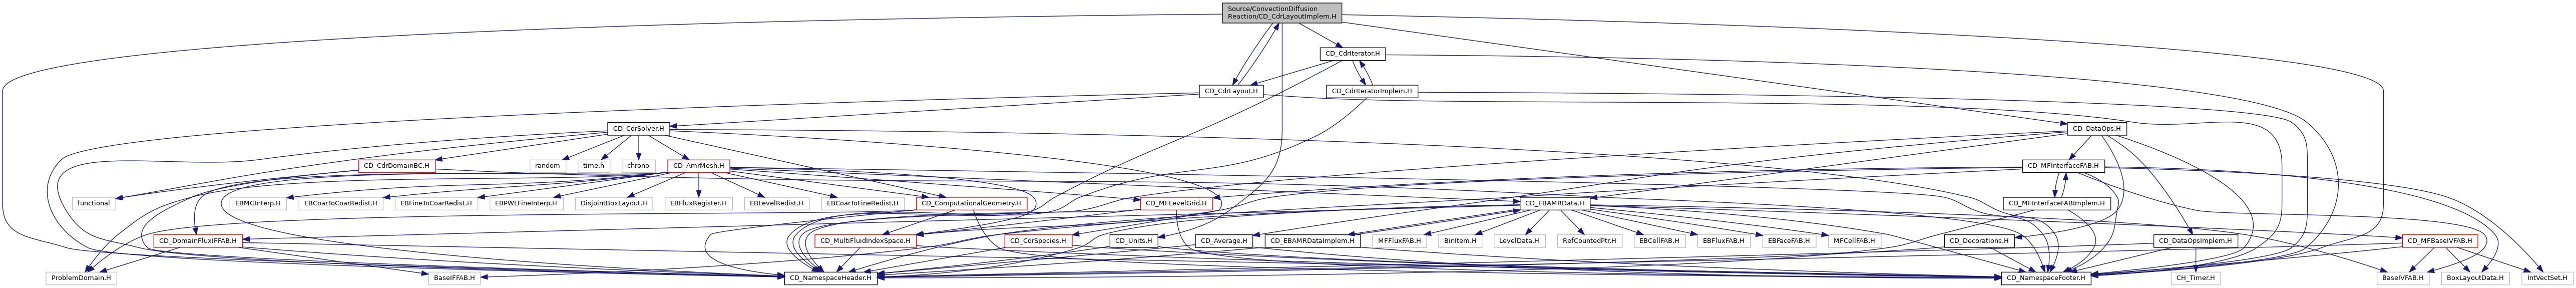 Source/ConvectionDiffusion
Reaction/CD_CdrLayoutImplem.H
CD_CdrIterator.H
CD_CdrLayout.H
CD_CdrIteratorImplem.H
CD_CdrSolver.H
CD_DataOps.H
CD_CdrDomainBC.H
random
time.h
chrono
CD_AmrMesh.H
CD_MFInterfaceFAB.H
functional
EBMGInterp.H
EBCoarToCoarRedist.H
EBFineToCoarRedist.H
EBPWLFineInterp.H
DisjointBoxLayout.H
EBFluxRegister.H
EBLevelRedist.H
EBCoarToFineRedist.H
CD_ComputationalGeometry.H
CD_MFLevelGrid.H
CD_EBAMRData.H
CD_MFInterfaceFABImplem.H
CD_DomainFluxIFFAB.H
CD_MultiFluidIndexSpace.H
CD_CdrSpecies.H
CD_Units.H
CD_Average.H
CD_EBAMRDataImplem.H
MFFluxFAB.H
BinItem.H
LevelData.H
RefCountedPtr.H
EBCellFAB.H
EBFluxFAB.H
EBFaceFAB.H
MFCellFAB.H
CD_Decorations.H
CD_DataOpsImplem.H
CD_MFBaseIVFAB.H
ProblemDomain.H
BaseIFFAB.H
CD_NamespaceHeader.H
CD_NamespaceFooter.H
CH_Timer.H
BaseIVFAB.H
BoxLayoutData.H
IntVectSet.H